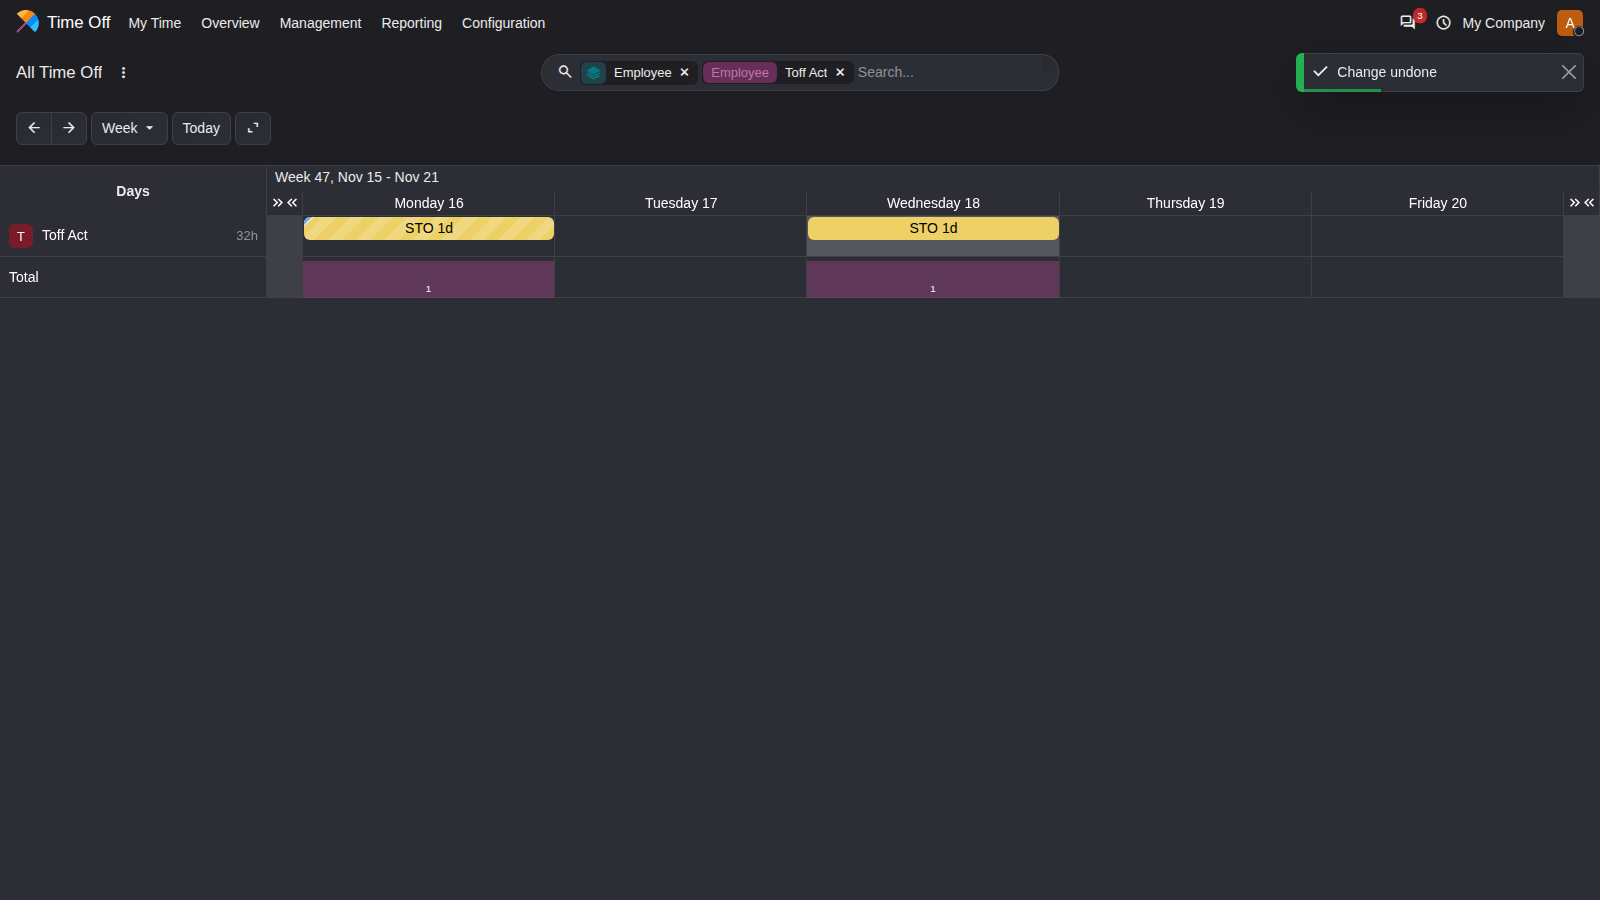 Time Off My Time Overview Management Reporting Configuration 3 My Company A
All Time Off Employee Employee Toff Act Search... Change undone
Week Today
Days Week 47, Nov 15 - Nov 21
Monday 16 Tuesday 17 Wednesday 18 Thursday 19 Friday 20
T Toff Act 32h STO 1d STO 1d
Total 1 1